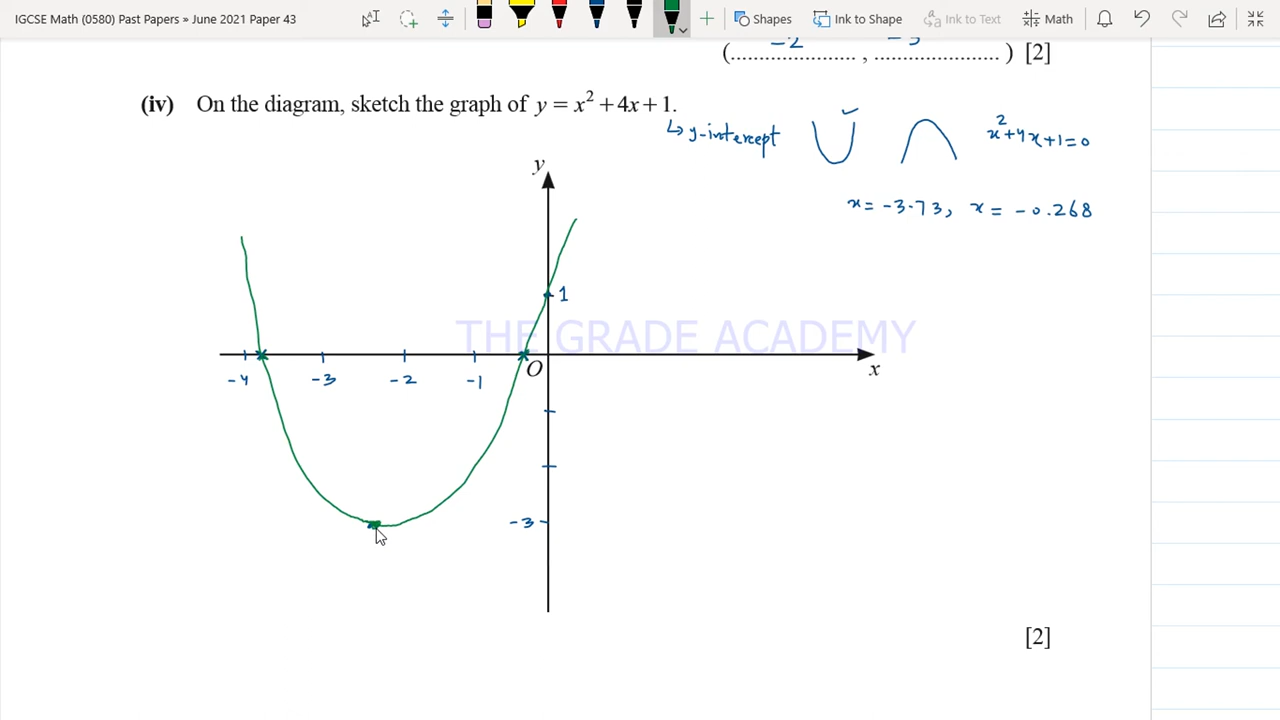 IGCSE Math (0580) Past Papers » June 2021 Paper 43
Shapes
Ink to Shape
Ink to Text
Math
(...................... , ...................... ) [2]
(iv) On the diagram, sketch the graph of y = x² + 4x + 1.
↳ y-intercept
x² + 4x + 1 = 0
x = -3.73, x = -0.268
y
1
THE GRADE ACADEMY
-4 -3 -2 -1 O x
-3
[2]